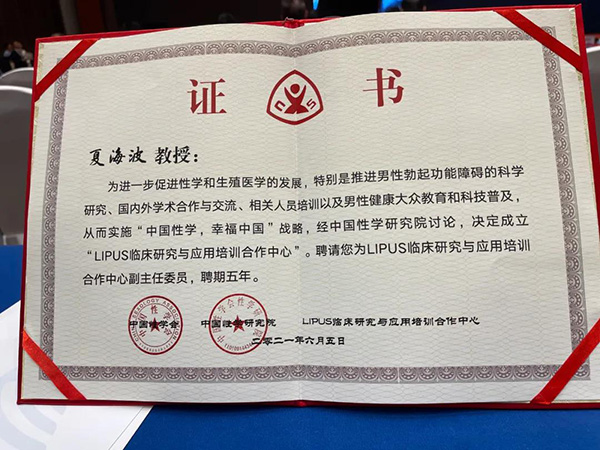 证 书
夏海波 教授：
为进一步促进性学和生殖医学的发展，特别是推进男性勃起功能障碍的科学
研究、国内外学术合作与交流、相关人员培训以及男性健康大众教育和科技普及，
从而实施“中国性学，幸福中国”战略，经中国性学研究院讨论，决定成立
“LIPUS临床研究与应用培训合作中心”。聘请您为LIPUS临床研究与应用培训
合作中心副主任委员，聘期五年。
中国性学会 中国性学研究院 LIPUS临床研究与应用培训合作中心
二零二一年六月五日